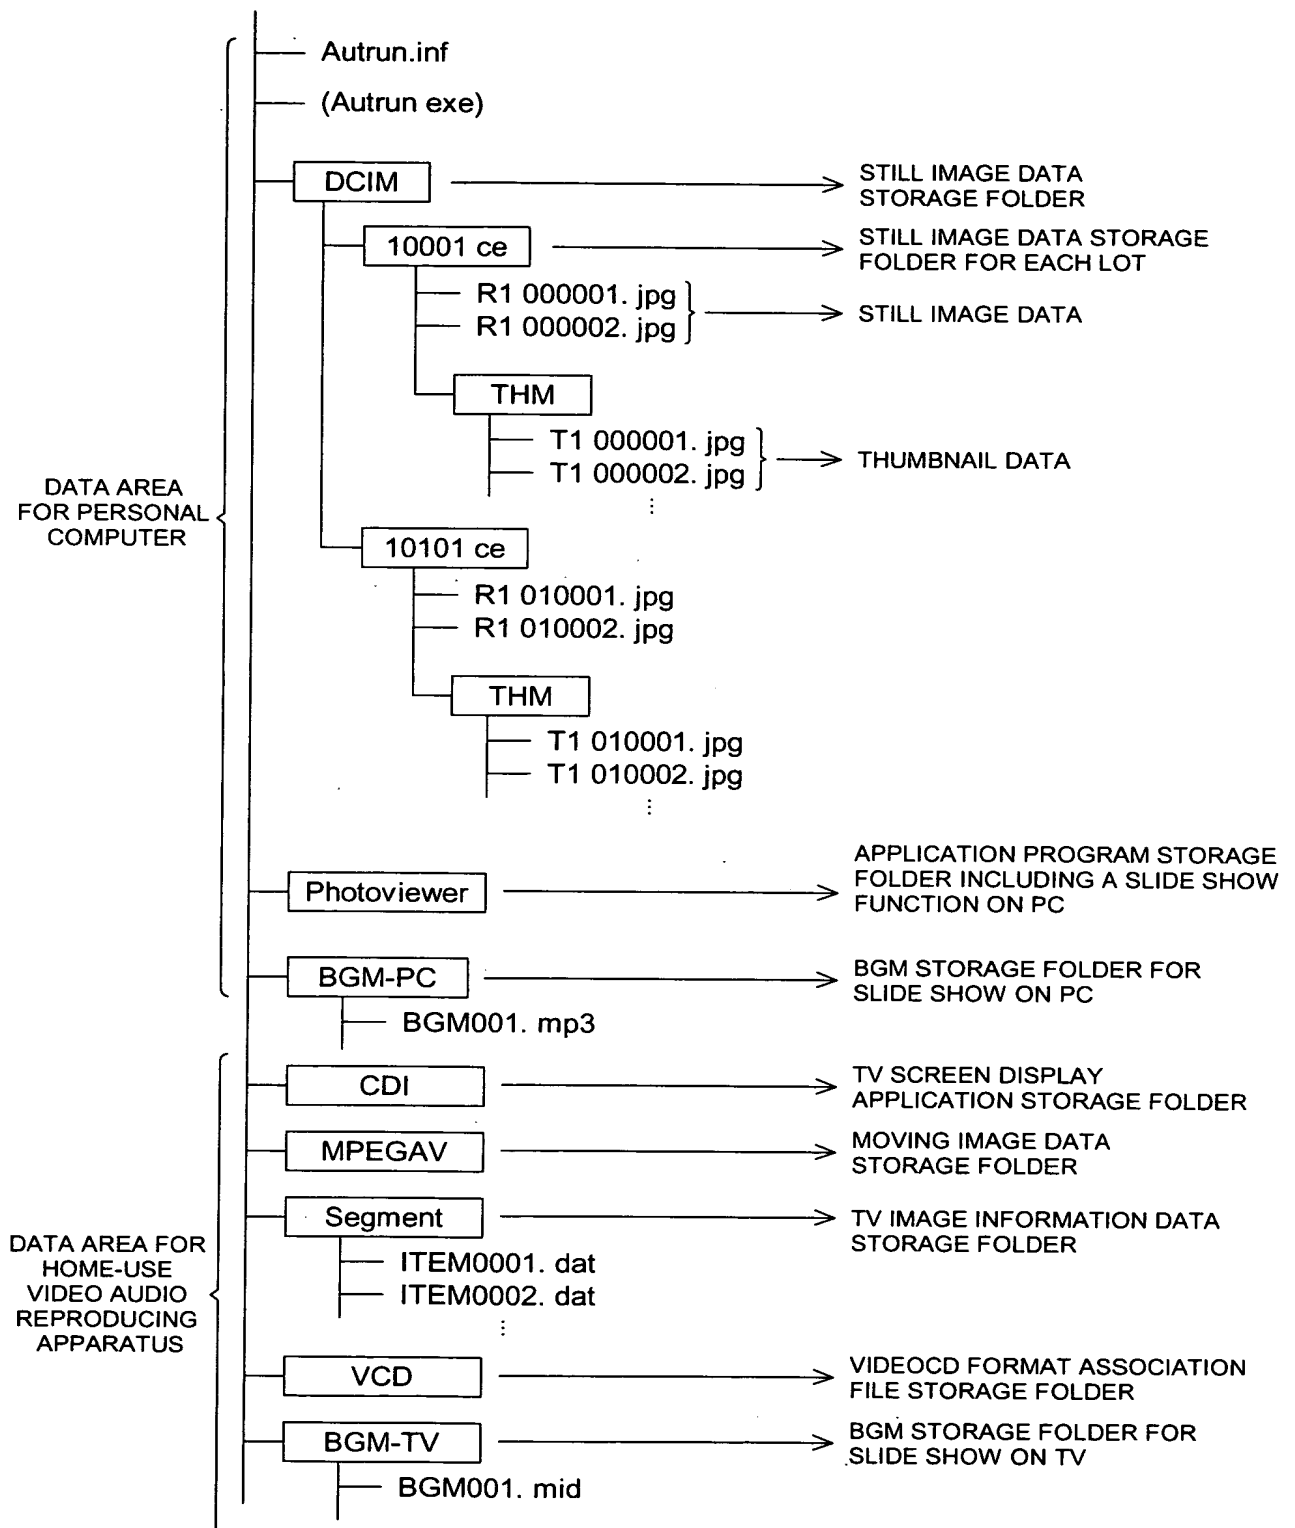 Autrun.inf
(Autrun exe)
DCIM
STILL IMAGE DATA
STORAGE FOLDER
10001 ce
STILL IMAGE DATA STORAGE
FOLDER FOR EACH LOT
R1 000001. jpg
R1 000002. jpg
STILL IMAGE DATA
THM
T1 000001. jpg
T1 000002. jpg
THUMBNAIL DATA
DATA AREA
FOR PERSONAL
COMPUTER
10101 ce
R1 010001. jpg
R1 010002. jpg
THM
T1 010001. jpg
T1 010002. jpg
Photoviewer
APPLICATION PROGRAM STORAGE
FOLDER INCLUDING A SLIDE SHOW
FUNCTION ON PC
BGM-PC
BGM STORAGE FOLDER FOR
SLIDE SHOW ON PC
BGM001. mp3
CDI
TV SCREEN DISPLAY
APPLICATION STORAGE FOLDER
MPEGAV
MOVING IMAGE DATA
STORAGE FOLDER
Segment
TV IMAGE INFORMATION DATA
STORAGE FOLDER
ITEM0001. dat
ITEM0002. dat
DATA AREA FOR
HOME-USE
VIDEO AUDIO
REPRODUCING
APPARATUS
VCD
VIDEOCD FORMAT ASSOCIATION
FILE STORAGE FOLDER
BGM-TV
BGM STORAGE FOLDER FOR
SLIDE SHOW ON TV
BGM001. mid